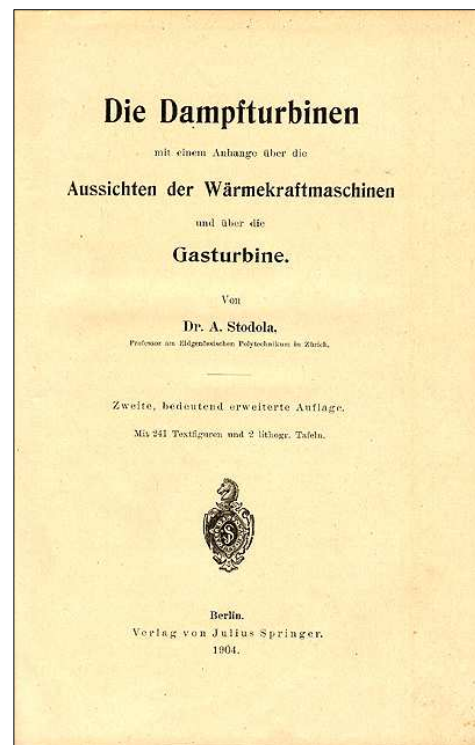 Die Dampfturbinen
mit einem Anhange über die
Aussichten der Wärmekraftmaschinen
und über die
Gasturbine.
Von
Dr. A. Stodola,
Professor am Eidgenössischen Polytechnikum in Zürich.
Zweite, bedeutend erweiterte Auflage.
Mit 241 Textfiguren und 2 lithogr. Tafeln.
Berlin.
Verlag von Julius Springer.
1904.